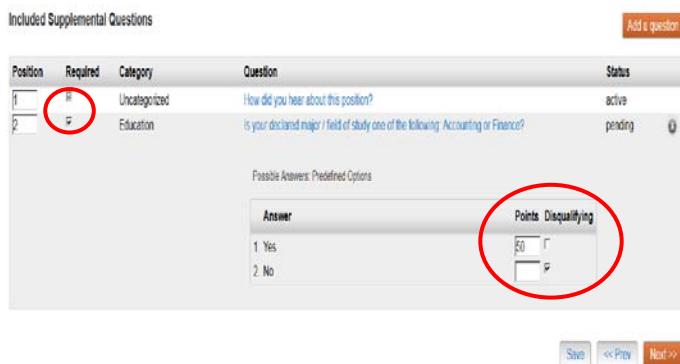 Included Supplemental Questions
Add a question
Position Required Category Question Status
1 Uncategorized How did you hear about this position? active
2 Education Is your declared major / field of study one of the following: Accounting or Finance? pending
Possible Answers: Predefined Options
Answer Points Disqualifying
1. Yes 50
2. No
Save << Prev Next >>